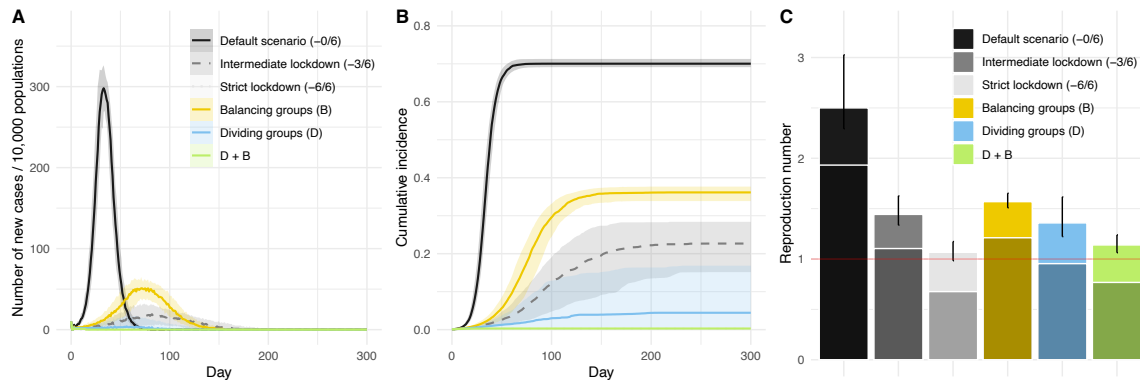 A
Number of new cases / 10,000 populations
300
200
100
0
0
100
200
300
Day
Default scenario (−0/6)
Intermediate lockdown (−3/6)
Strict lockdown (−6/6)
Balancing groups (B)
Dividing groups (D)
D + B
B
Cumulative incidence
0.8
0.6
0.4
0.2
0.0
0
100
200
300
Day
C
Reproduction number
3
2
1
0
Default scenario (−0/6)
Intermediate lockdown (−3/6)
Strict lockdown (−6/6)
Balancing groups (B)
Dividing groups (D)
D + B